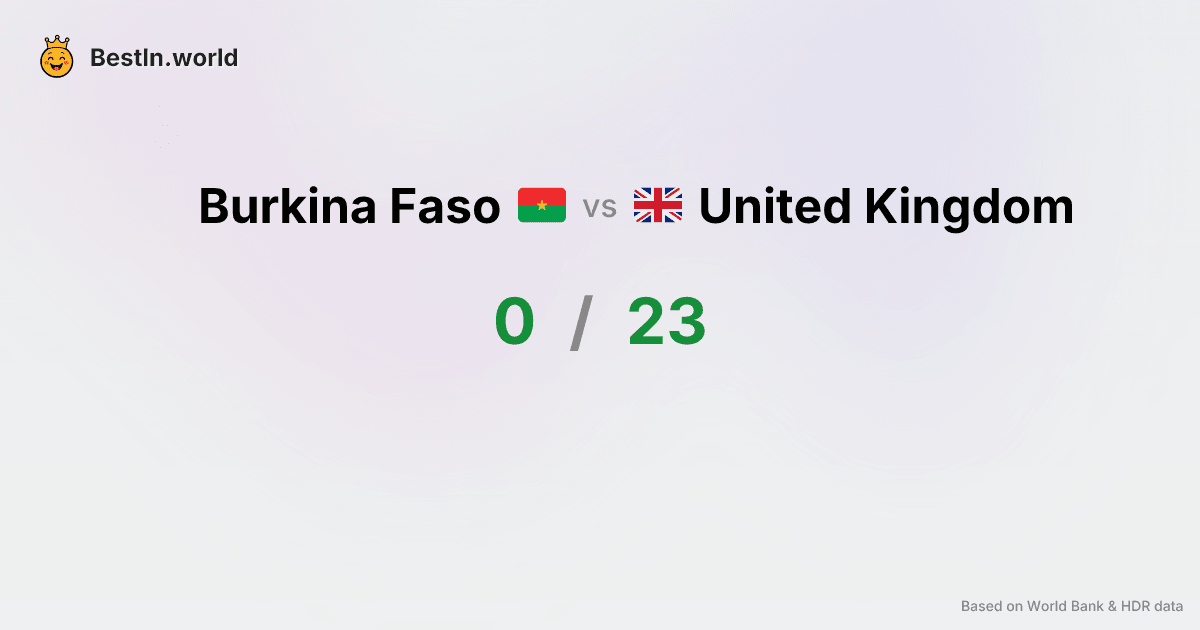 BestIn.world
Burkina Faso vs United Kingdom
0 / 23
Based on World Bank & HDR data